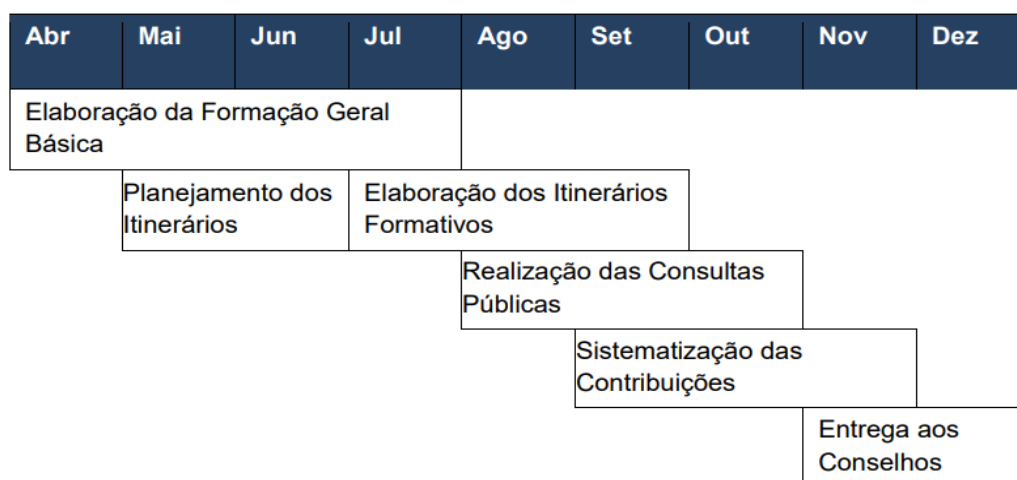 Abr Mai Jun Jul Ago Set Out Nov Dez
Elaboração da Formação Geral
Básica
Planejamento dos
Itinerários
Elaboração dos Itinerários
Formativos
Realização das Consultas
Públicas
Sistematização das
Contribuições
Entrega aos
Conselhos